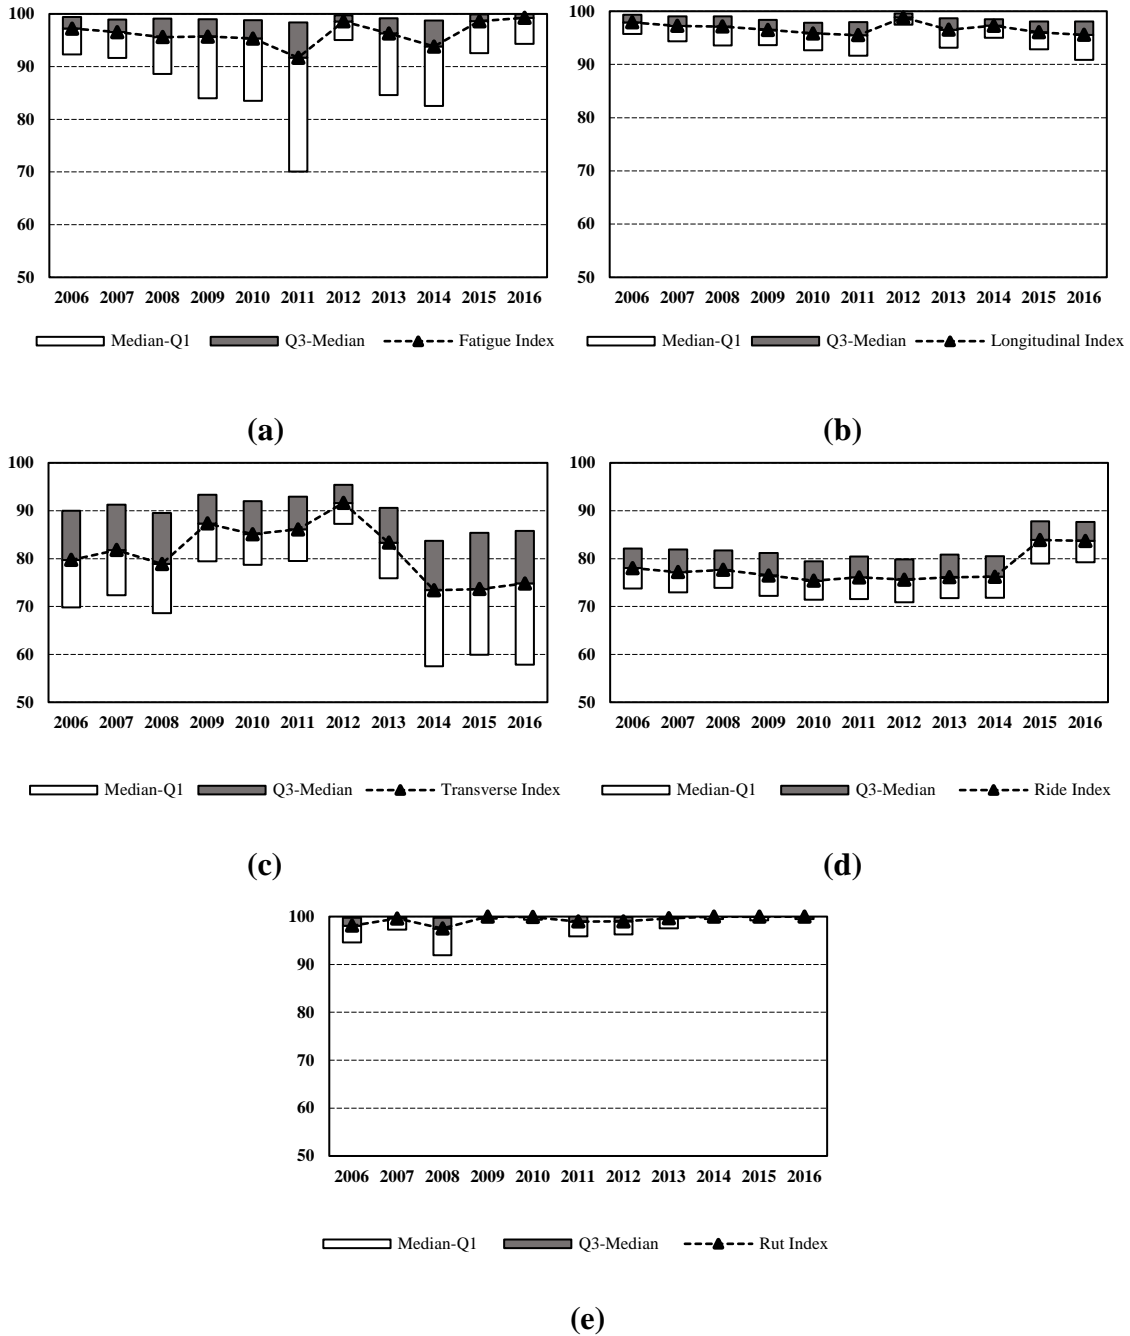 100
90
80
70
60
50
2006 2007 2008 2009 2010 2011 2012 2013 2014 2015 2016
Median-Q1 Q3-Median Fatigue Index
(a)
100
90
80
70
60
50
2006 2007 2008 2009 2010 2011 2012 2013 2014 2015 2016
Median-Q1 Q3-Median Longitudinal Index
(b)
100
90
80
70
60
50
2006 2007 2008 2009 2010 2011 2012 2013 2014 2015 2016
Median-Q1 Q3-Median Transverse Index
(c)
100
90
80
70
60
50
2006 2007 2008 2009 2010 2011 2012 2013 2014 2015 2016
Median-Q1 Q3-Median Ride Index
(d)
100
90
80
70
60
50
2006 2007 2008 2009 2010 2011 2012 2013 2014 2015 2016
Median-Q1 Q3-Median Rut Index
(e)